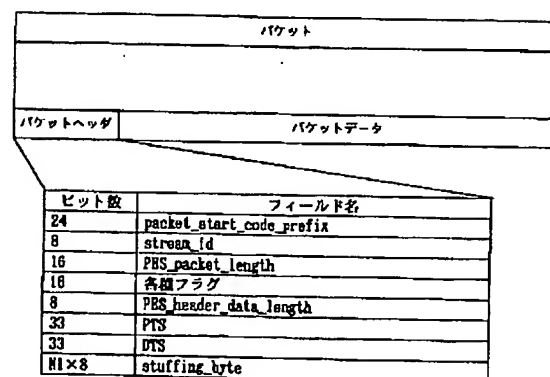 パケット
パケットヘッダ パケットデータ
ビット数 フィールド名
24 packet_start_code_prefix
8 stream_id
16 PES_packet_length
16 各種フラグ
8 PES_header_data_length
33 PTS
33 DTS
N1×8 stuffing_byte